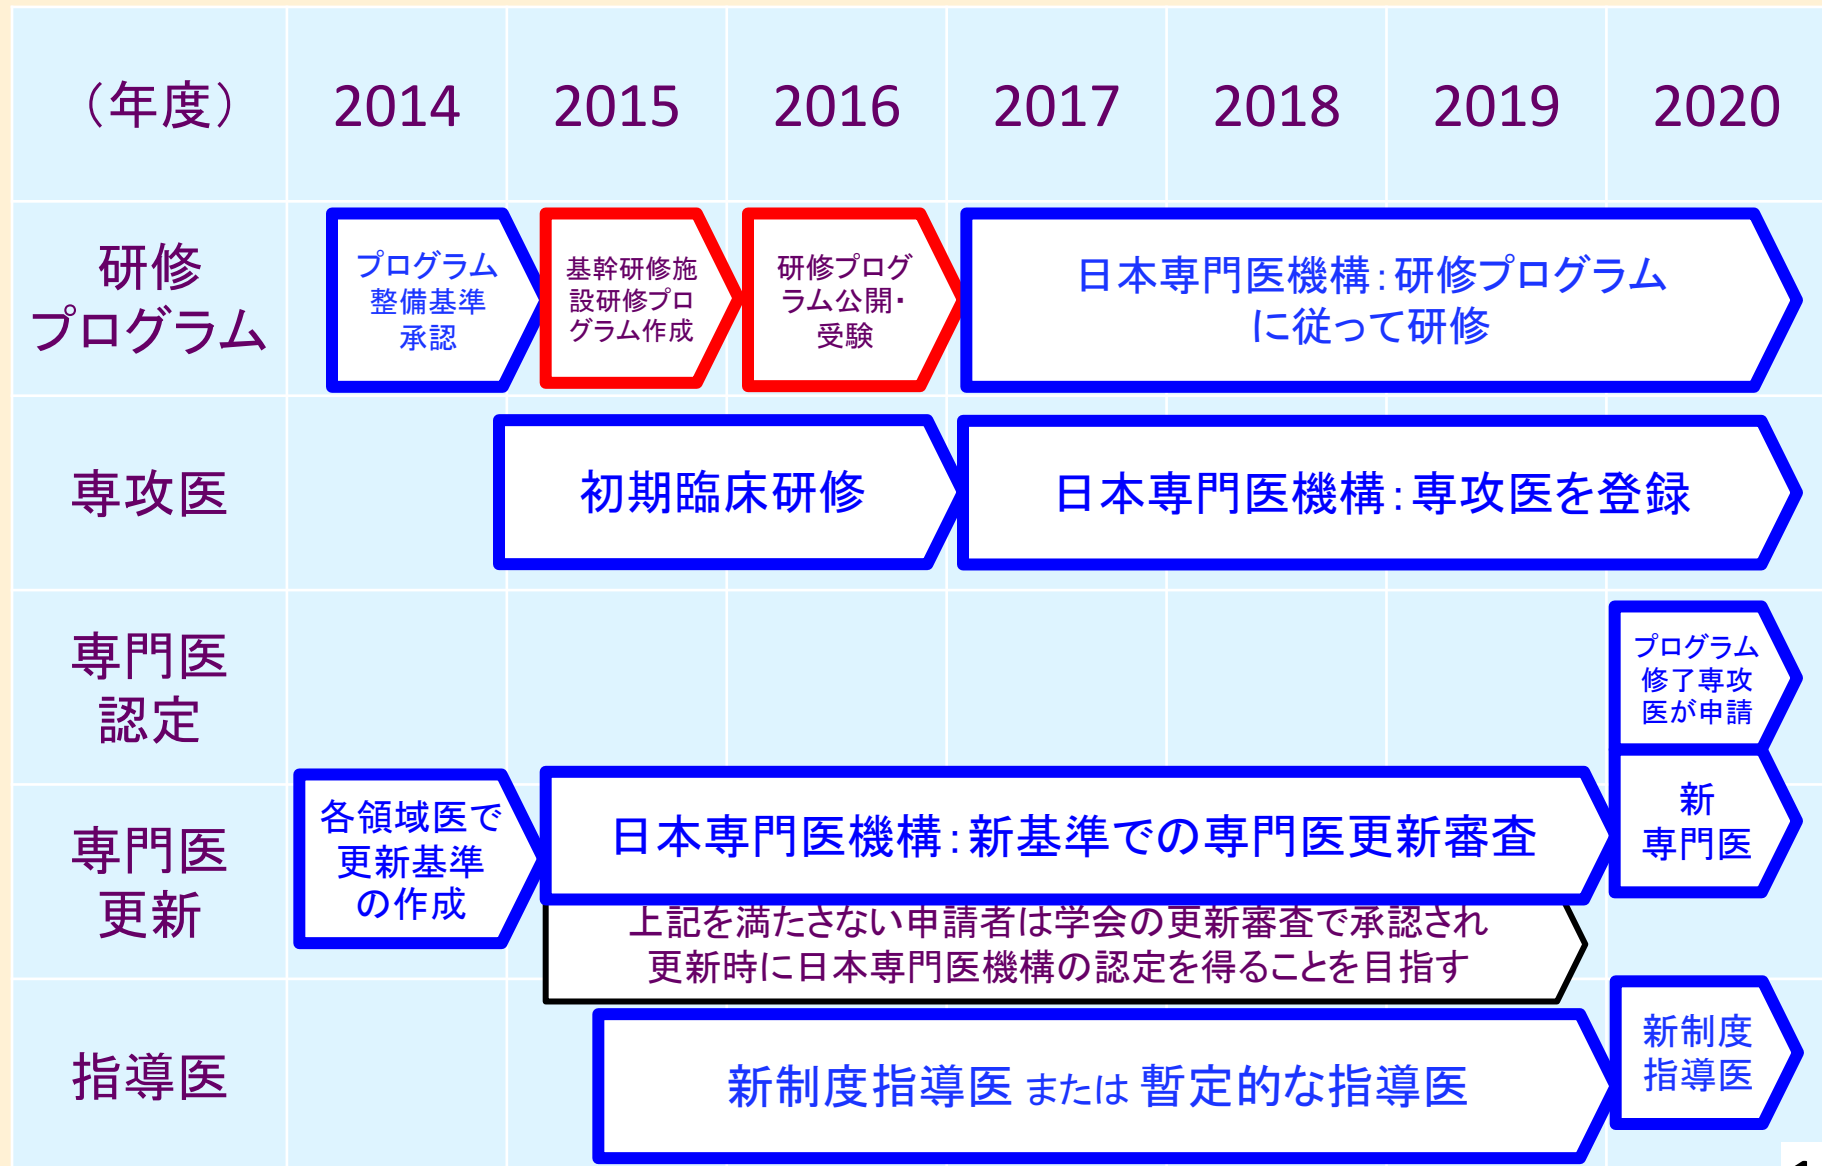 （年度） 2014 2015 2016 2017 2018 2019 2020
研修
プログラム
プログラム
整備基準
承認
基幹研修施
設研修プロ
グラム作成
研修プログ
ラム公開・
受験
日本専門医機構：研修プログラム
に従って研修
専攻医
初期臨床研修
日本専門医機構：専攻医を登録
専門医
認定
プログラム
修了専攻
医が申請
専門医
更新
各領域医で
更新基準
の作成
日本専門医機構：新基準での専門医更新審査
上記を満たさない申請者は学会の更新審査で承認され
更新時に日本専門医機構の認定を得ることを目指す
新
専門医
指導医
新制度指導医 または 暫定的な指導医
新制度
指導医